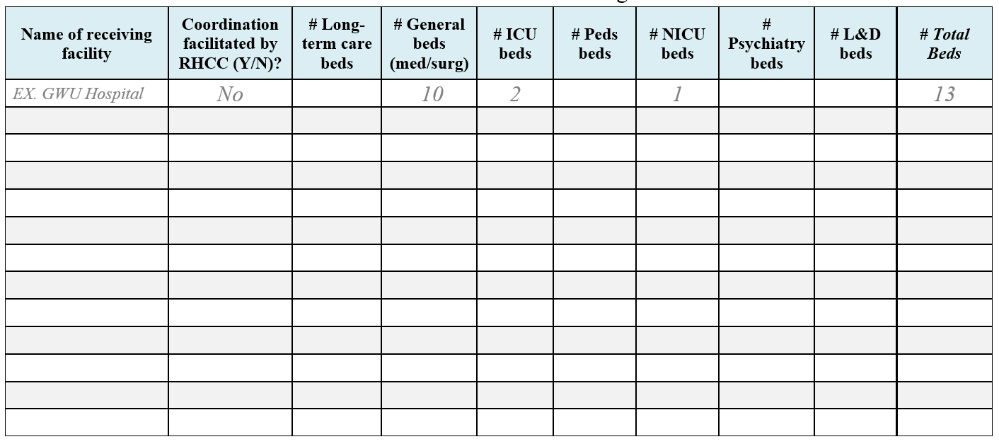 Name of receiving facility
Coordination facilitated by RHCC (Y/N)?
# Long-term care beds
# General beds (med/surg)
# ICU beds
# Peds beds
# NICU beds
# Psychiatry beds
# L&D beds
# Total Beds
EX. GWU Hospital No 10 2 1 13